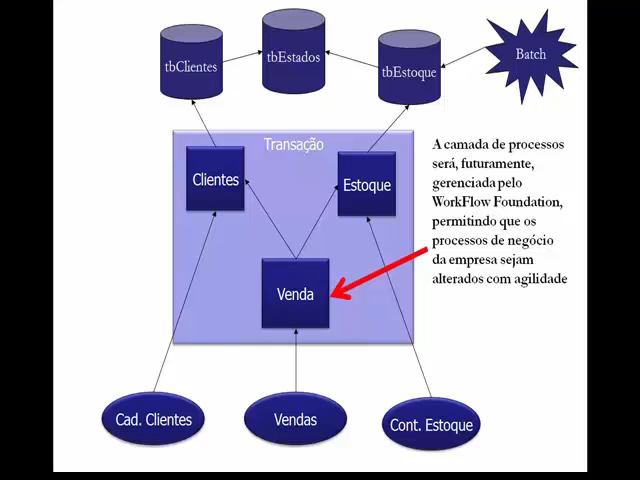 tbClientes
tbEstados
tbEstoque
Batch
Transação
Clientes
Estoque
A camada de processos
será, futuramente,
gerenciada pelo
WorkFlow Foundation,
permitindo que os
processos de negócio
da empresa sejam
alterados com agilidade
Venda
Cad. Clientes
Vendas
Cont. Estoque